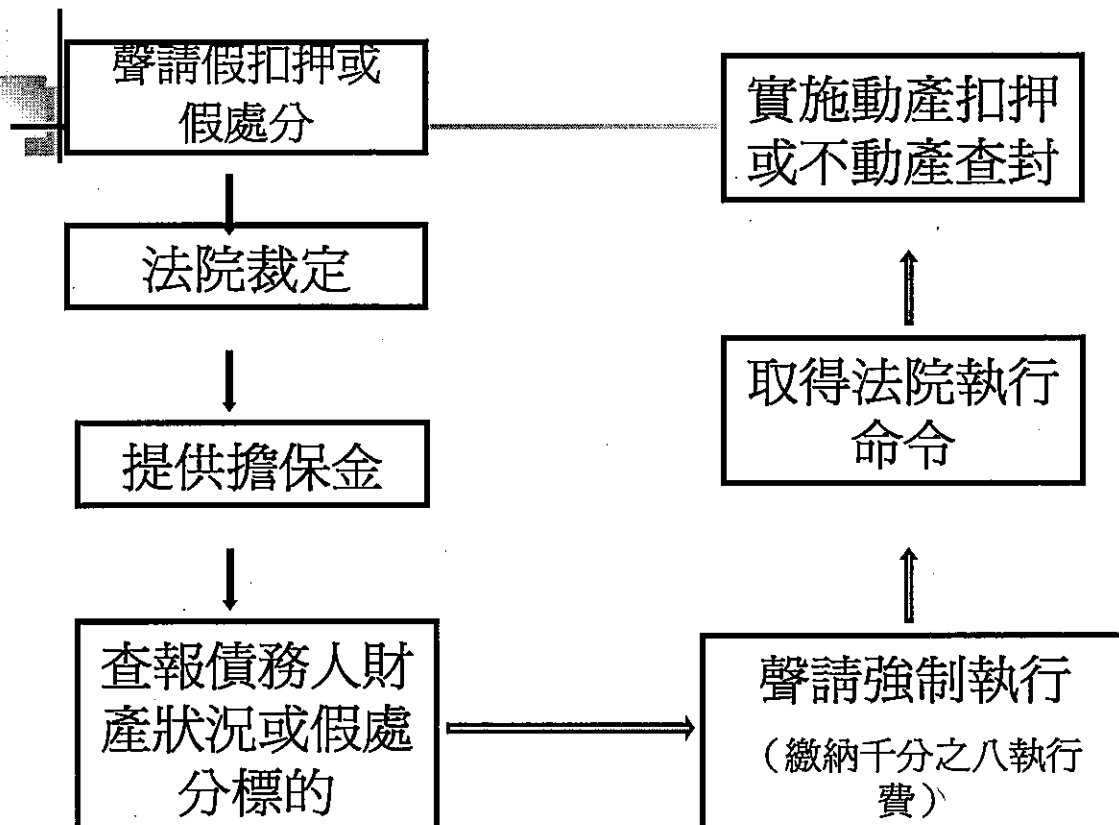 聲請假扣押或
假處分
法院裁定
提供擔保金
查報債務人財
產狀況或假處
分標的
聲請強制執行
（繳納千分之八執行
費）
取得法院執行
命令
實施動產扣押
或不動產查封